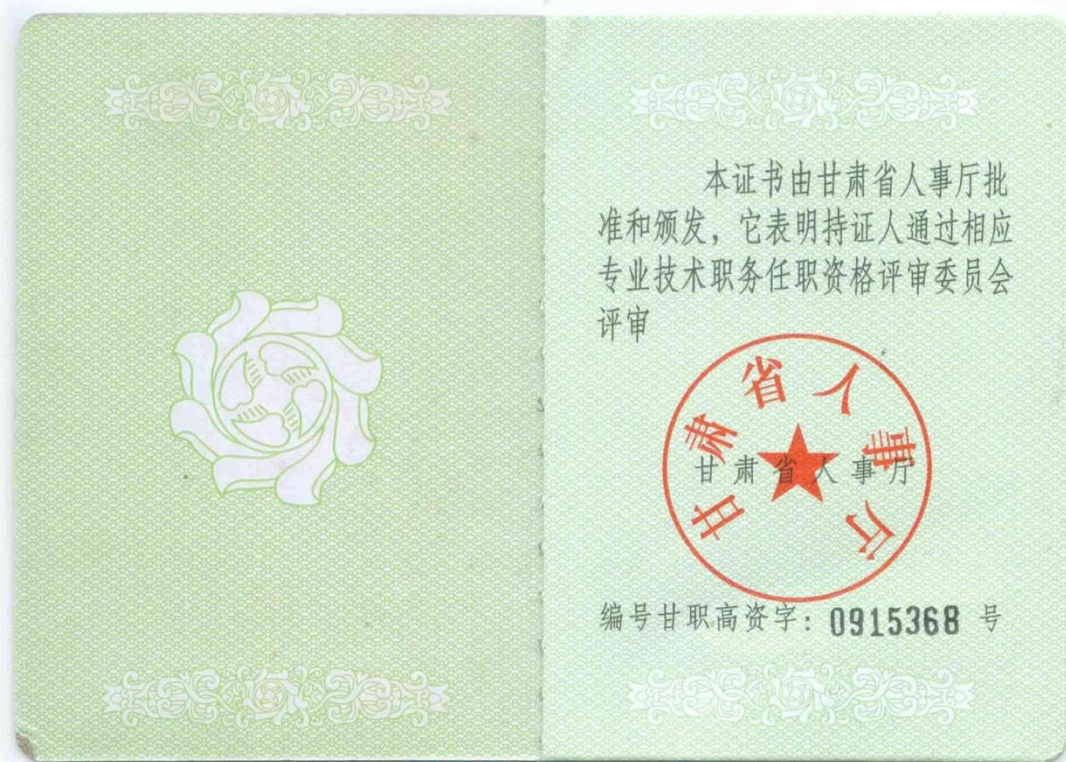 本证书由甘肃省人事厅批
准和颁发，它表明持证人通过相应
专业技术职务任职资格评审委员会
评审
甘肃省人事厅
甘肃省人事厅
编号甘职高资字：0915368 号